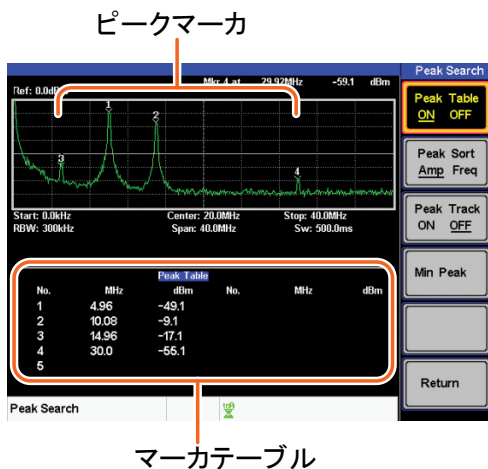 ピークマーカ
Peak Search
Ref: 0.0dBm
Mkr 4 at 29.92MHz -59.1 dBm
Peak Table
ON OFF
1
2
3
4
Peak Sort
Amp Freq
Start: 0.0kHz Center: 20.0MHz Stop: 40.0MHz
RBW: 300kHz Span: 40.0MHz Sw: 500.0ms
Peak Track
ON OFF
Min Peak
Peak Table
No. MHz dBm No. MHz dBm
1 4.96 -49.1
2 10.08 -9.1
3 14.96 -17.1
4 30.0 -55.1
5
Return
Peak Search
マーカテーブル